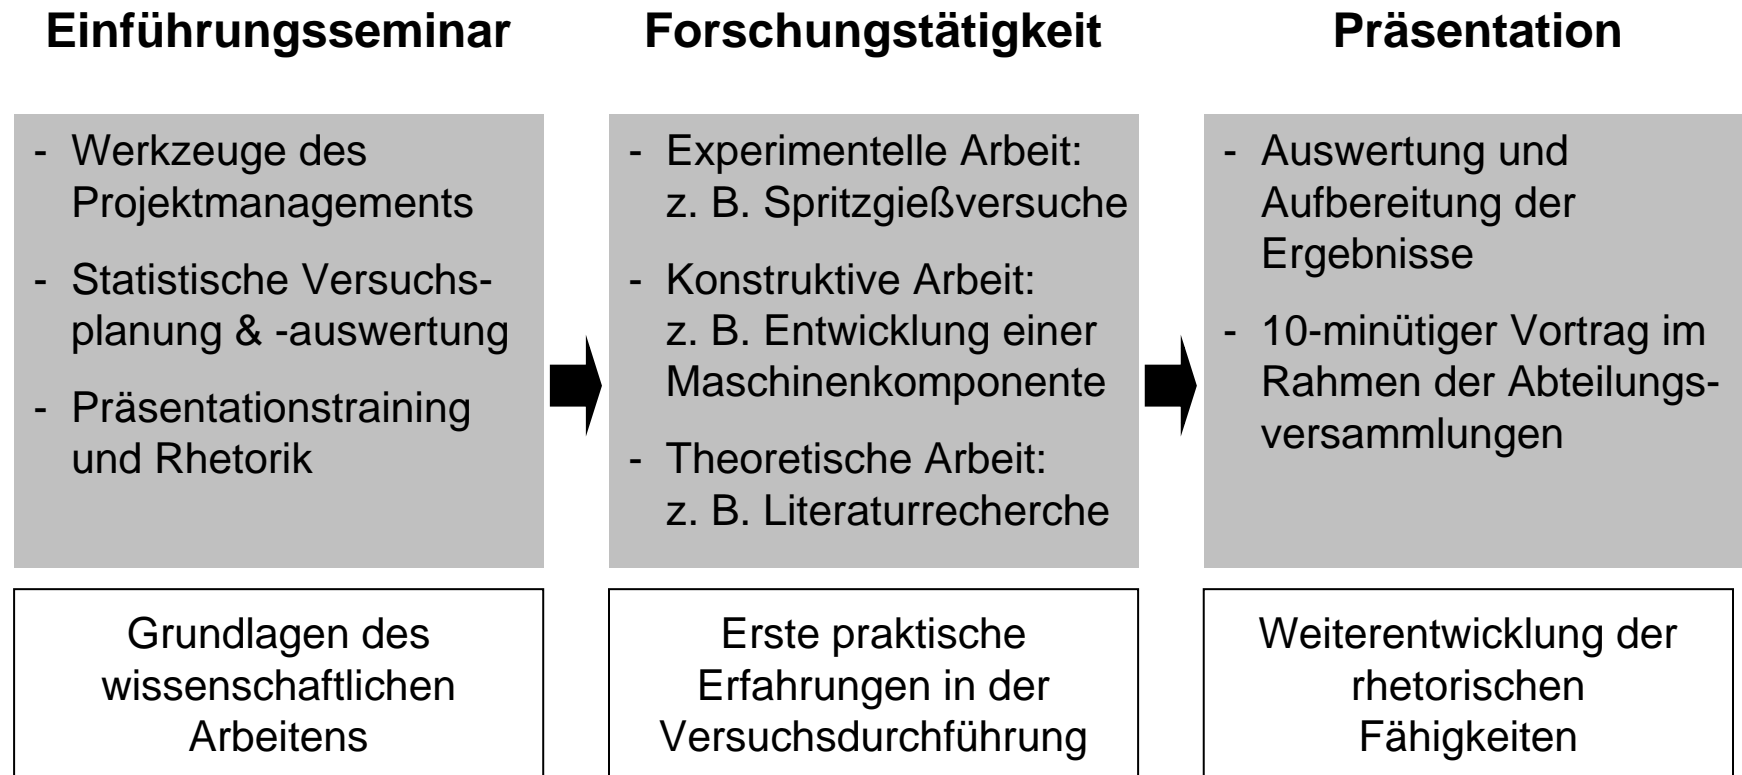 Einführungsseminar
- Werkzeuge des
Projektmanagements
- Statistische Versuchs-
planung & -auswertung
- Präsentationstraining
und Rhetorik
Grundlagen des
wissenschaftlichen
Arbeitens
Forschungstätigkeit
- Experimentelle Arbeit:
z. B. Spritzgießversuche
- Konstruktive Arbeit:
z. B. Entwicklung einer
Maschinenkomponente
- Theoretische Arbeit:
z. B. Literaturrecherche
Erste praktische
Erfahrungen in der
Versuchsdurchführung
Präsentation
- Auswertung und
Aufbereitung der
Ergebnisse
- 10-minütiger Vortrag im
Rahmen der Abteilungs-
versammlungen
Weiterentwicklung der
rhetorischen
Fähigkeiten